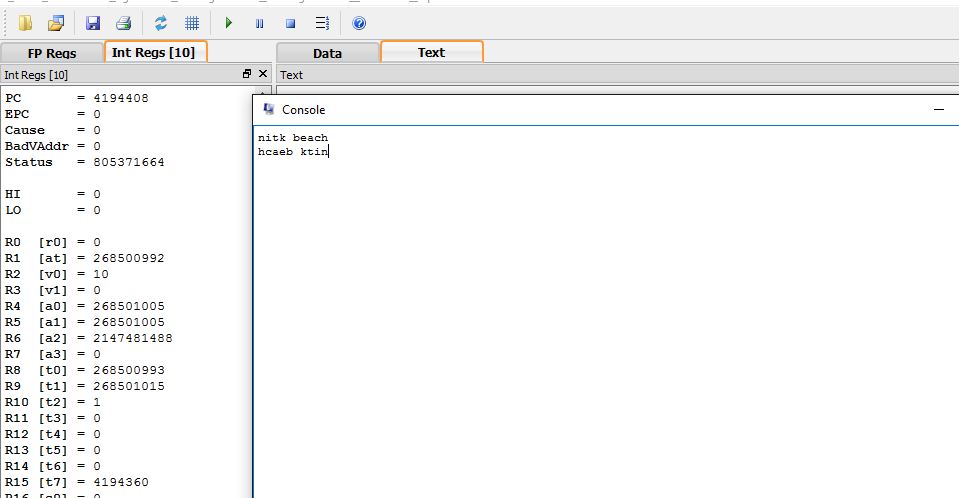 FP Regs
Int Regs [10]
Data
Text
Int Regs [10]
Text
PC = 4194408
EPC = 0
Cause = 0
BadVAddr = 0
Status = 805371664
HI = 0
LO = 0
R0 [r0] = 0
R1 [at] = 268500992
R2 [v0] = 10
R3 [v1] = 0
R4 [a0] = 268501005
R5 [a1] = 268501005
R6 [a2] = 2147481488
R7 [a3] = 0
R8 [t0] = 268500993
R9 [t1] = 268501015
R10 [t2] = 1
R11 [t3] = 0
R12 [t4] = 0
R13 [t5] = 0
R14 [t6] = 0
R15 [t7] = 4194360
R16 [s0] = 0
Console
nitk beach
hcaeb ktin